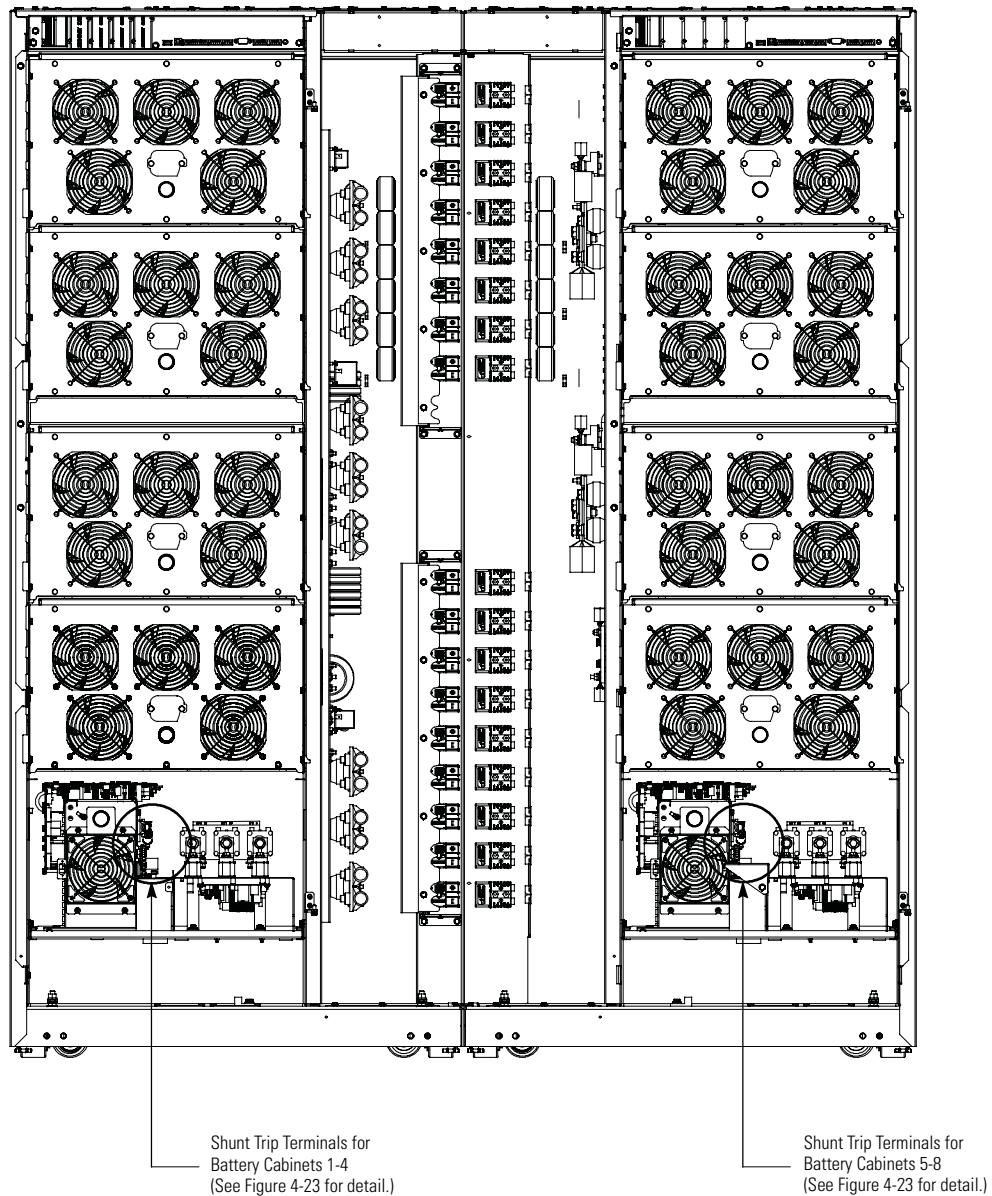 Shunt Trip Terminals for
Battery Cabinets 1-4
(See Figure 4-23 for detail.)
Shunt Trip Terminals for
Battery Cabinets 5-8
(See Figure 4-23 for detail.)